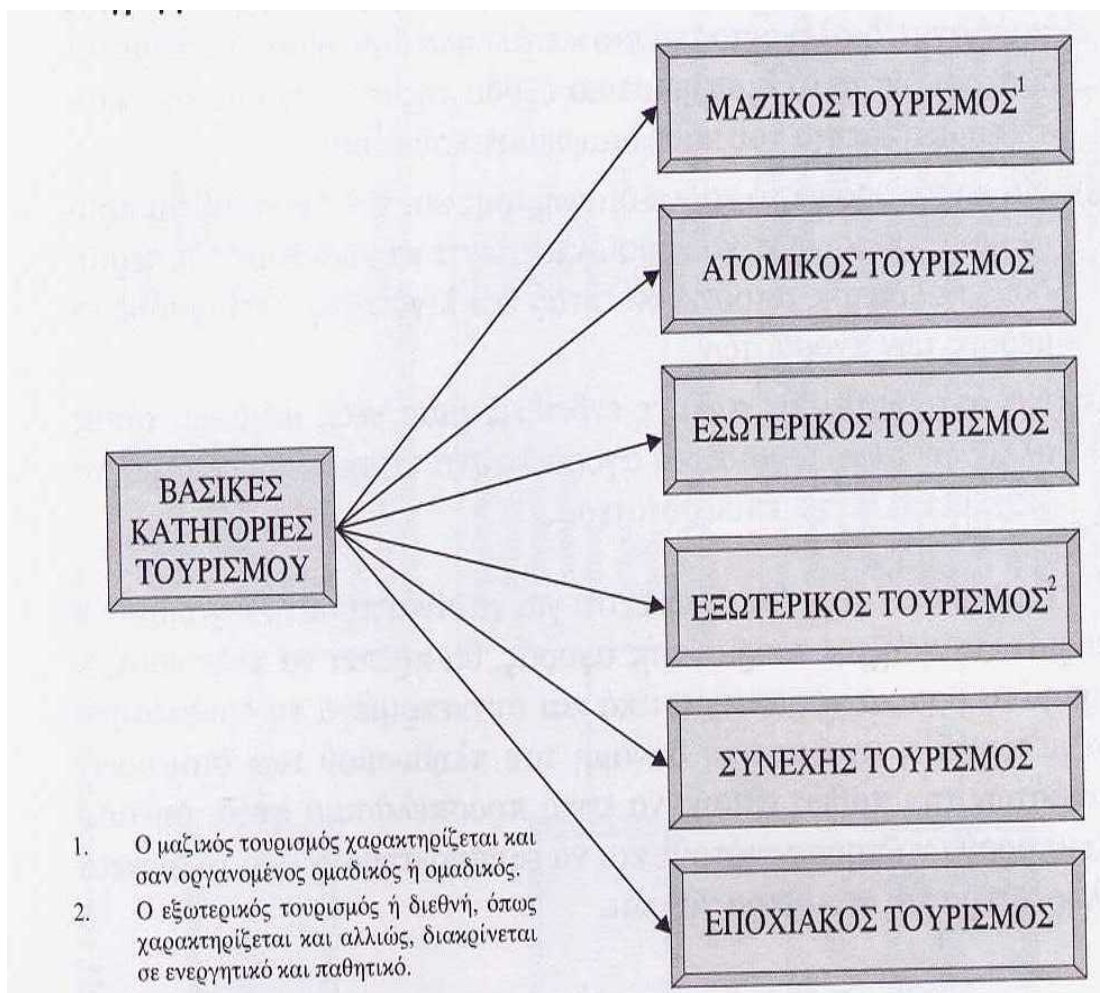 ΒΑΣΙΚΕΣ
ΚΑΤΗΓΟΡΙΕΣ
ΤΟΥΡΙΣΜΟΥ
ΜΑΖΙΚΟΣ ΤΟΥΡΙΣΜΟΣ¹
ΑΤΟΜΙΚΟΣ ΤΟΥΡΙΣΜΟΣ
ΕΣΩΤΕΡΙΚΟΣ ΤΟΥΡΙΣΜΟΣ
ΕΞΩΤΕΡΙΚΟΣ ΤΟΥΡΙΣΜΟΣ²
ΣΥΝΕΧΗΣ ΤΟΥΡΙΣΜΟΣ
ΕΠΟΧΙΑΚΟΣ ΤΟΥΡΙΣΜΟΣ
1. Ο μαζικός τουρισμός χαρακτηρίζεται και
σαν οργανομένος ομαδικός ή ομαδικός.
2. Ο εξωτερικός τουρισμός ή διεθνή, όπως
χαρακτηρίζεται και αλλιώς, διακρίνεται
σε ενεργητικό και παθητικό.